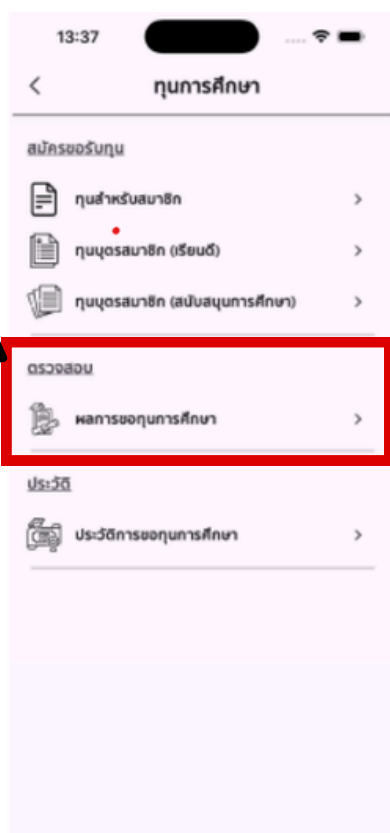 13:37
ทุนการศึกษา
สมัครขอรับทุน
ทุนสำหรับสมาชิก
ทุนบุตรสมาชิก (เรียนดี)
ทุนบุตรสมาชิก (สนับสนุนการศึกษา)
ตรวจสอบ
ผลการขอทุนการศึกษา
ประวัติ
ประวัติการขอทุนการศึกษา